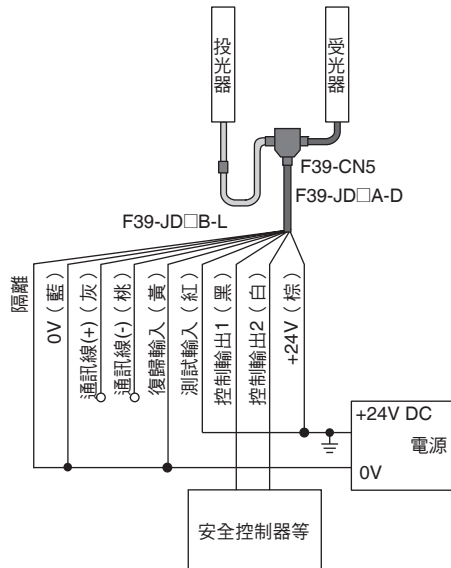 投光器
受光器
F39-CN5
F39-JD□A-D
F39-JD□B-L
隔離
0V（藍）
通訊線(+)（灰）
通訊線(-)（桃）
復歸輸入（黃）
測試輸入（紅）
控制輸出1（黑）
控制輸出2（白）
+24V（棕）
+24V DC
電源
0V
安全控制器等